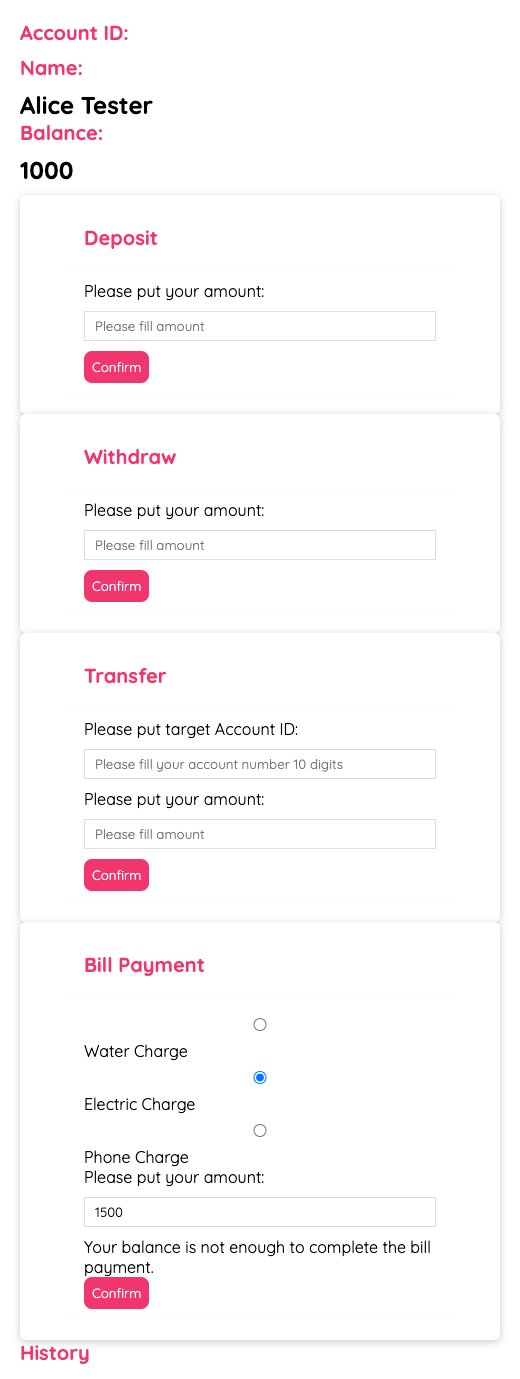 Account ID:
Name:
Alice Tester
Balance:
1000
Deposit
Please put your amount:
Please fill amount
Confirm
Withdraw
Please put your amount:
Please fill amount
Confirm
Transfer
Please put target Account ID:
Please fill your account number 10 digits
Please put your amount:
Please fill amount
Confirm
Bill Payment
Water Charge
Electric Charge
Phone Charge
Please put your amount:
1500
Your balance is not enough to complete the bill
payment.
Confirm
History